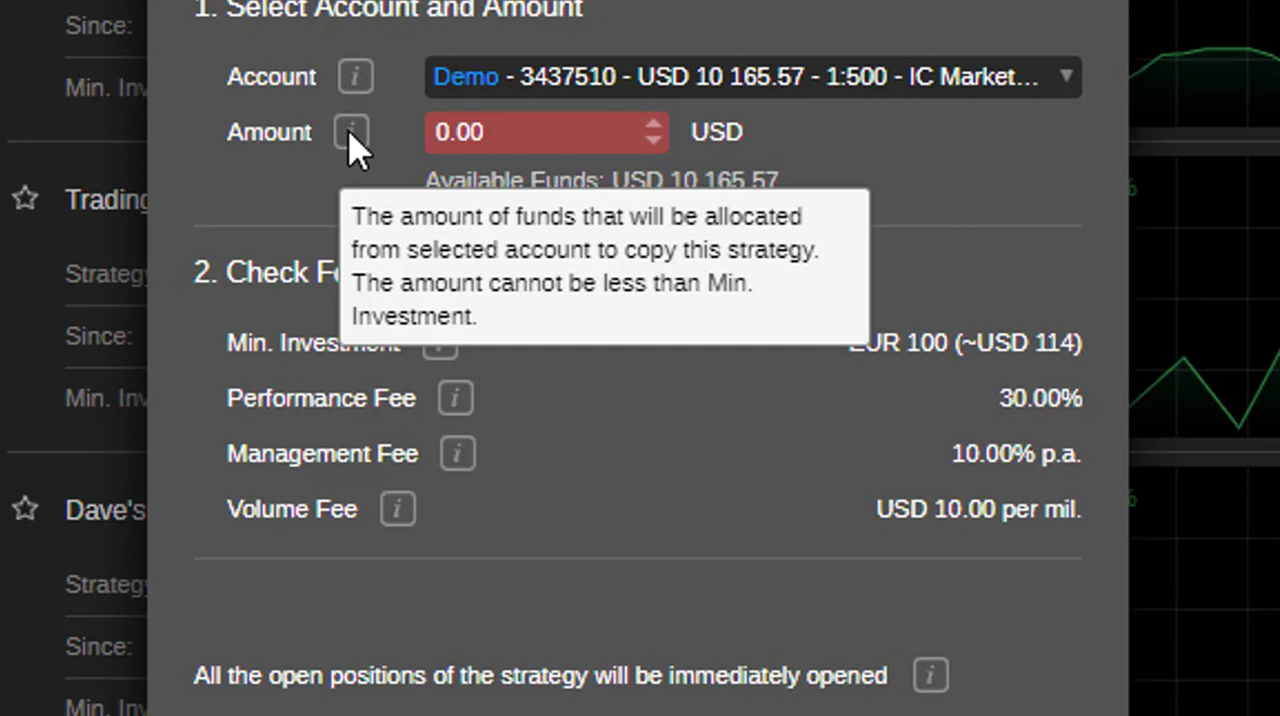 Since:
1. Select Account and Amount
Min. Inv
Account i Demo - 3437510 - USD 10 165.57 - 1:500 - IC Market... ▼
Amount 0.00 USD
Available Funds: USD 10 165.57
Trading
The amount of funds that will be allocated
from selected account to copy this strategy.
The amount cannot be less than Min.
Investment.
2. Check Fe
Strategy
Since:
Min. Investment EUR 100 (~USD 114)
Min. Inv
Performance Fee i 30.00%
Management Fee i 10.00% p.a.
Dave's
Volume Fee i USD 10.00 per mil.
Strategy
Since:
All the open positions of the strategy will be immediately opened i
Min. Inv